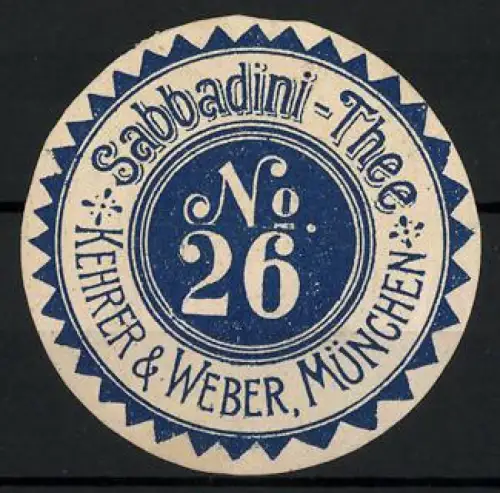 Sabbadini-Thee
No.
26
* KEHRER & WEBER, MÜNCHEN *